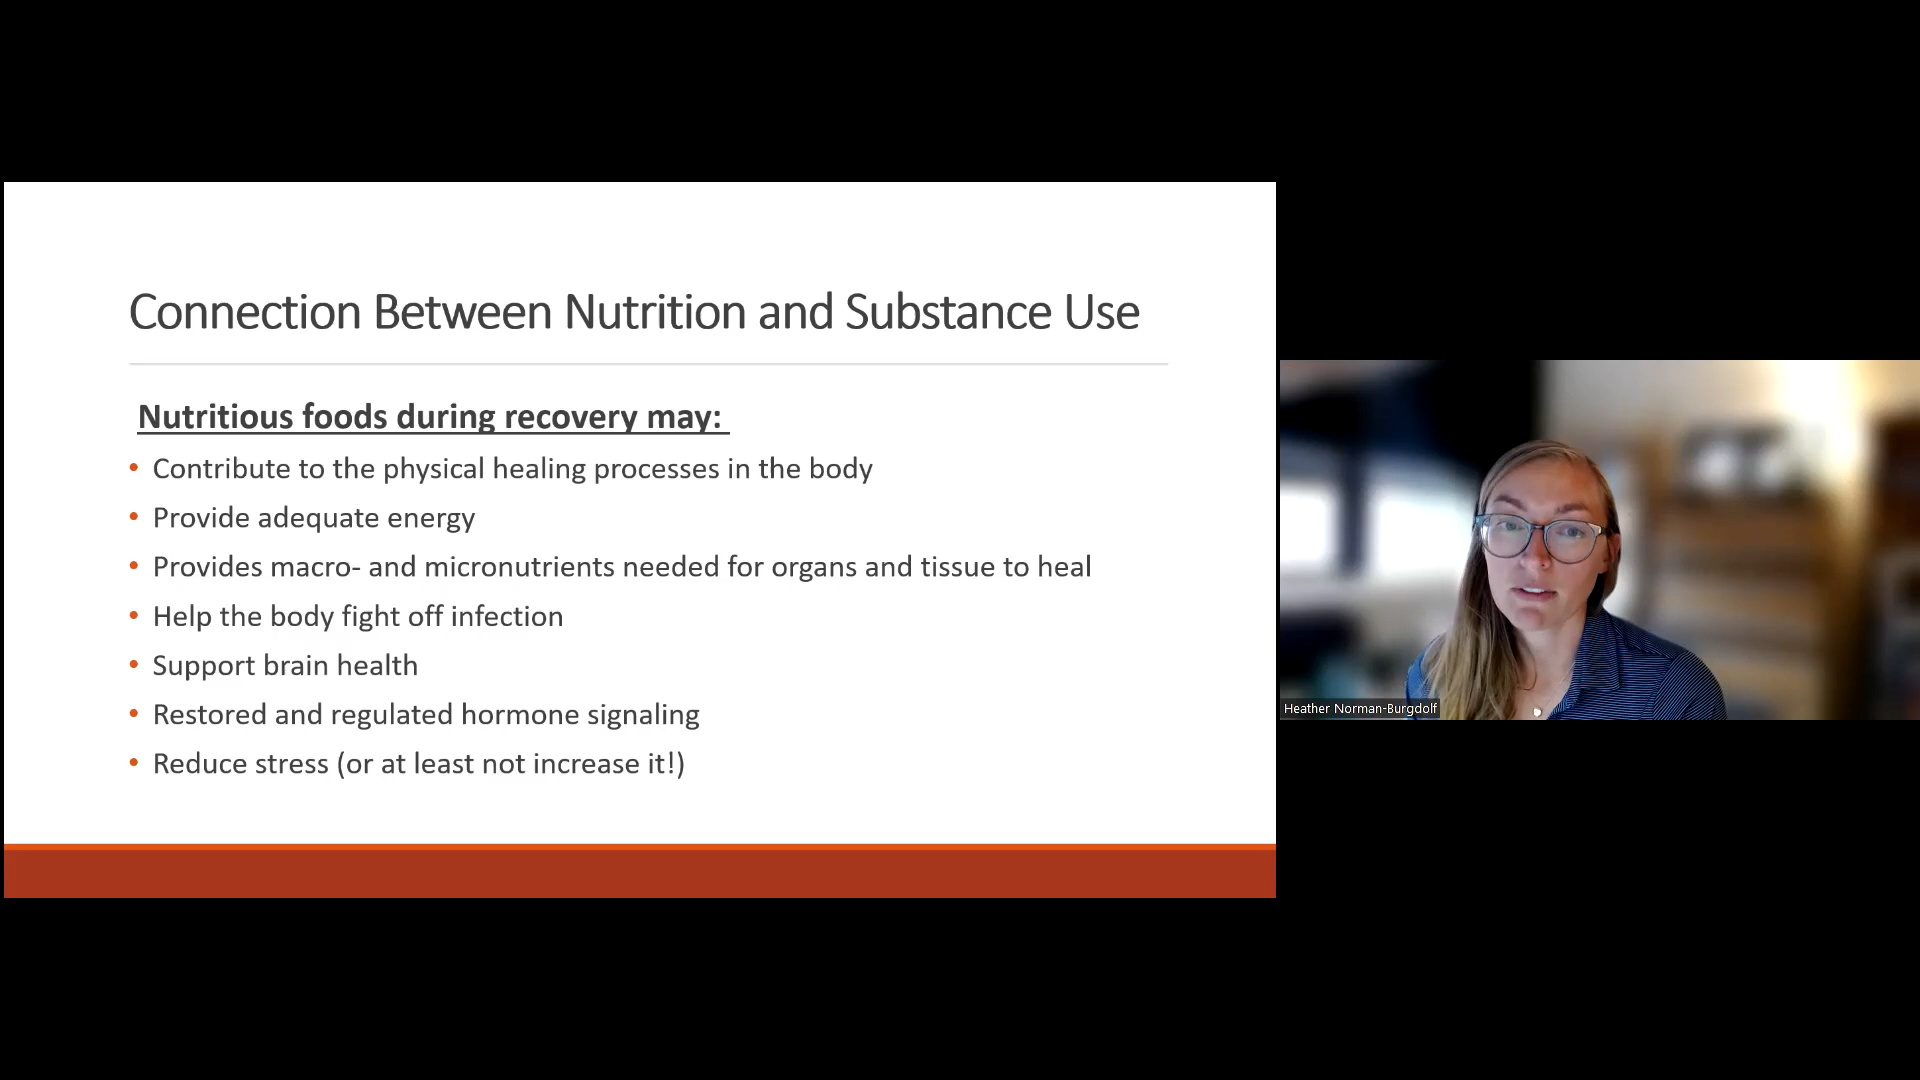 Connection Between Nutrition and Substance Use
Nutritious foods during recovery may:
• Contribute to the physical healing processes in the body
• Provide adequate energy
• Provides macro- and micronutrients needed for organs and tissue to heal
• Help the body fight off infection
• Support brain health
• Restored and regulated hormone signaling
• Reduce stress (or at least not increase it!)
Heather Norman-Burgdolf